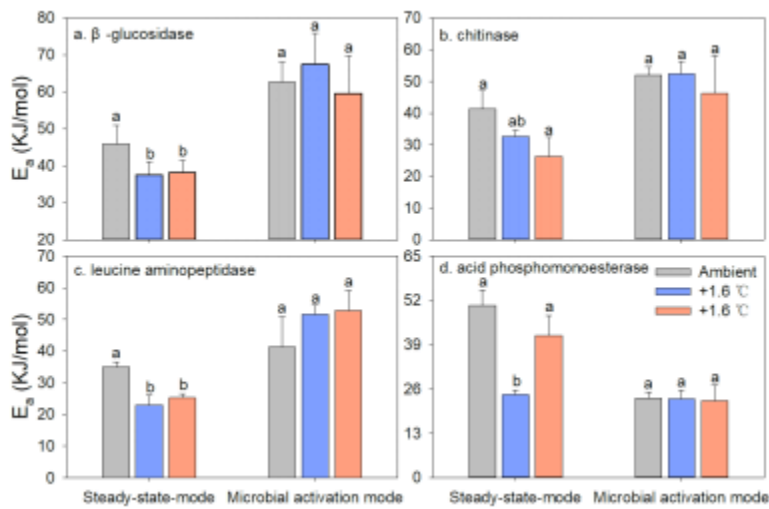 80
70
60
50
40
30
20
E a (KJ/mol)
a. β -glucosidase
a b b a a a
70
60
50
40
30
20
10
0
b. chitinase
a ab a a a a
70
60
50
40
30
20
10
0
E a (KJ/mol)
c. leucine aminopeptidase
a b b a a a
Steady-state-mode Microbial activation mode
65
52
39
26
13
0
d. acid phosphomonoesterase
Ambient
+1.6 ℃
+1.6 ℃
a b a a a a
Steady-state-mode Microbial activation mode